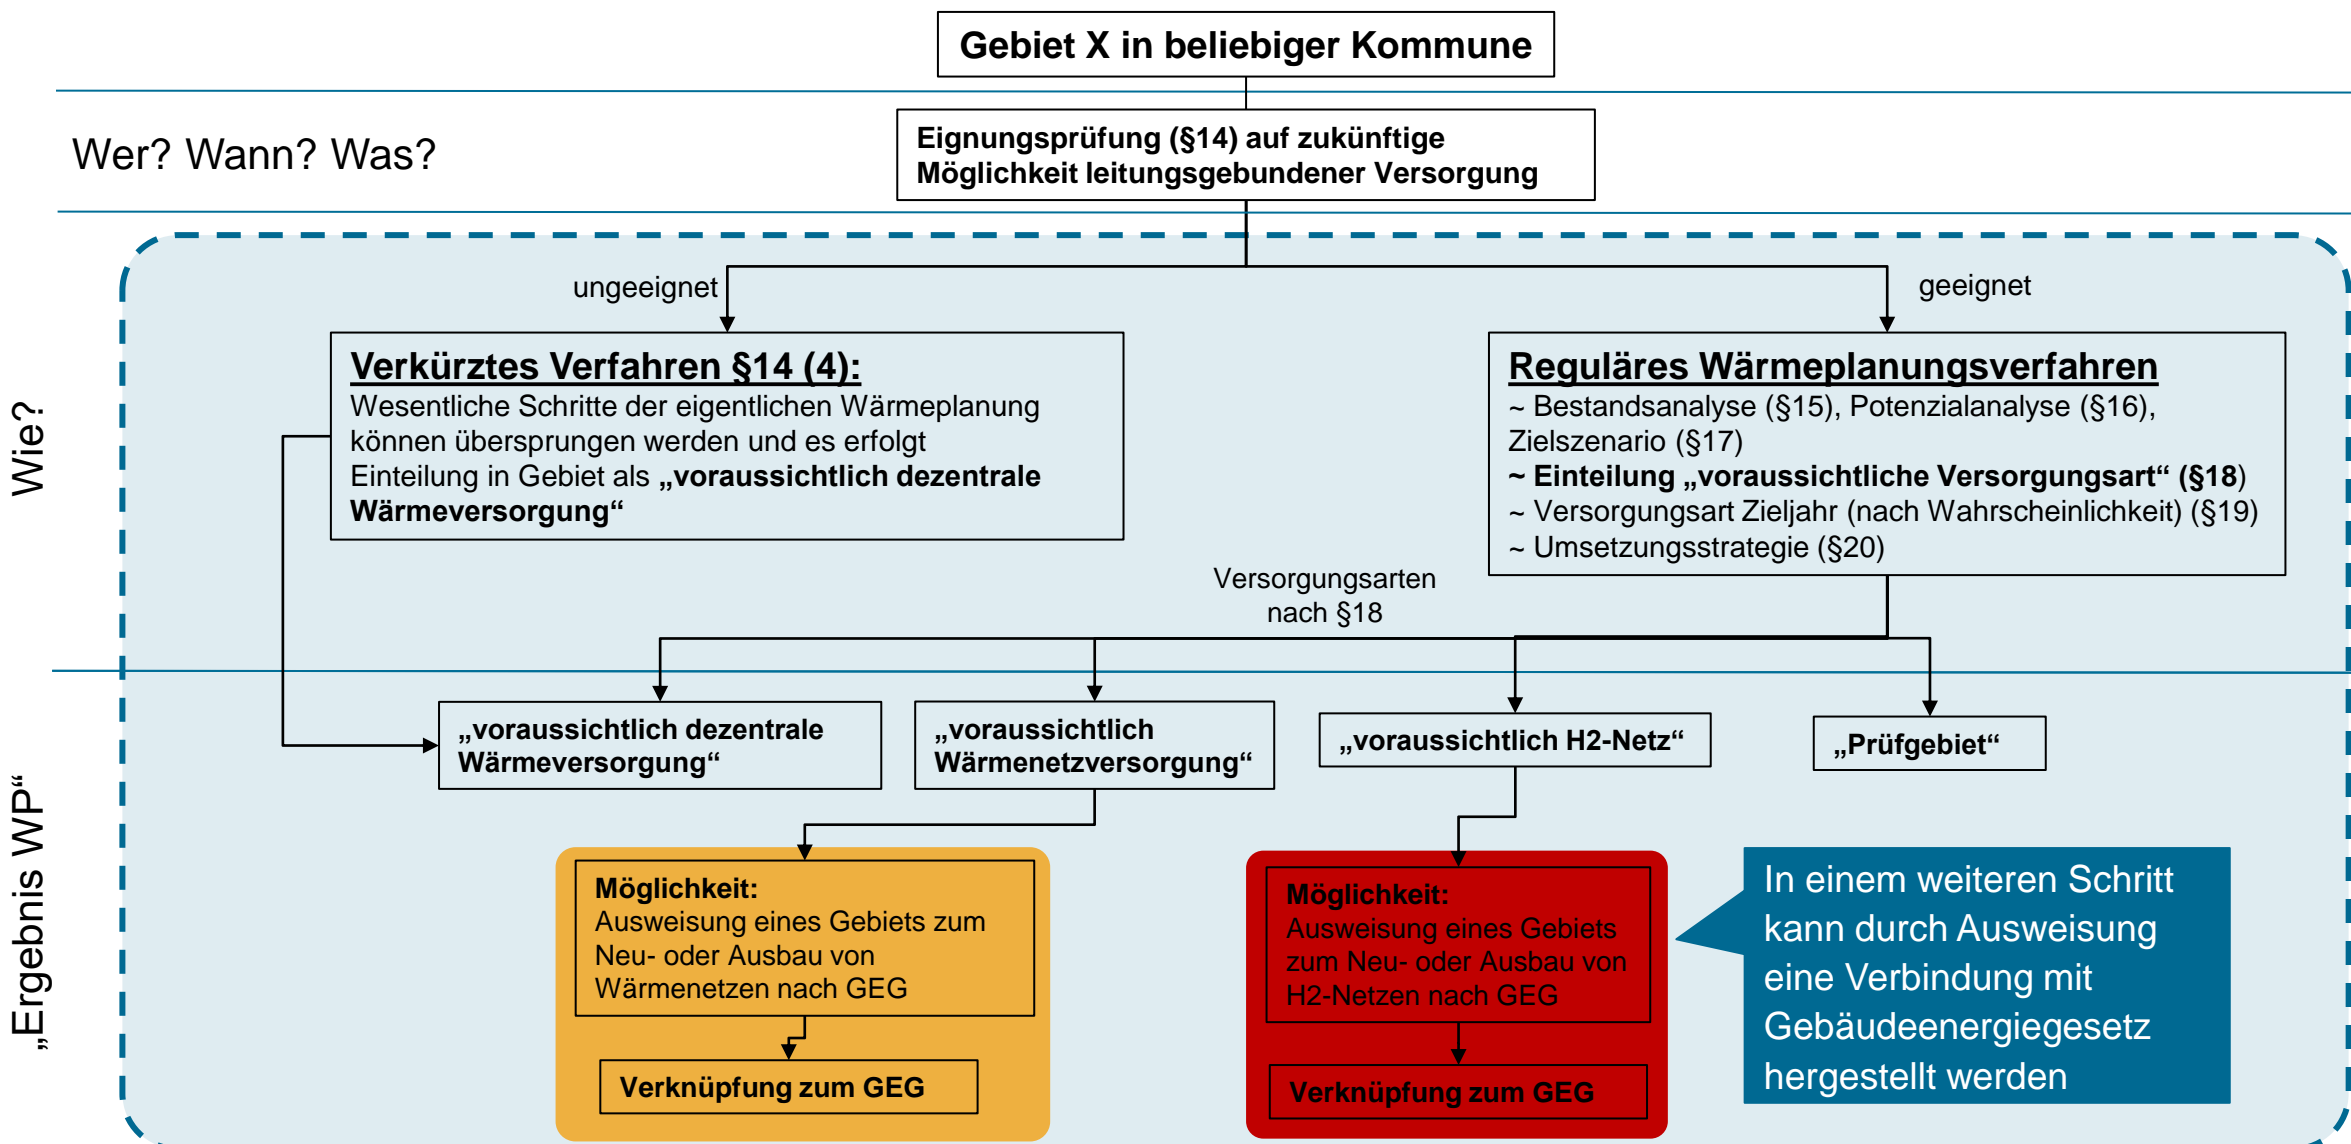 Gebiet X in beliebiger Kommune
Wer? Wann? Was?
Eignungsprüfung (§14) auf zukünftige
Möglichkeit leitungsgebundener Versorgung
Wie?
ungeeignet
geeignet
Verkürztes Verfahren §14 (4):
Wesentliche Schritte der eigentlichen Wärmeplanung
können übersprungen werden und es erfolgt
Einteilung in Gebiet als „voraussichtlich dezentrale
Wärmeversorgung“
Reguläres Wärmeplanungsverfahren
~ Bestandsanalyse (§15), Potenzialanalyse (§16),
Zielszenario (§17)
~ Einteilung „voraussichtliche Versorgungsart“ (§18)
~ Versorgungsart Zieljahr (nach Wahrscheinlichkeit) (§19)
~ Umsetzungsstrategie (§20)
Versorgungsarten
nach §18
„Ergebnis WP“
„voraussichtlich dezentrale
Wärmeversorgung“
„voraussichtlich
Wärmenetzversorgung“
„voraussichtlich H2-Netz“
„Prüfgebiet“
Möglichkeit:
Ausweisung eines Gebiets zum
Neu- oder Ausbau von
Wärmenetzen nach GEG
Verknüpfung zum GEG
Möglichkeit:
Ausweisung eines Gebiets
zum Neu- oder Ausbau von
H2-Netzen nach GEG
Verknüpfung zum GEG
In einem weiteren Schritt
kann durch Ausweisung
eine Verbindung mit
Gebäudeenergiegesetz
hergestellt werden